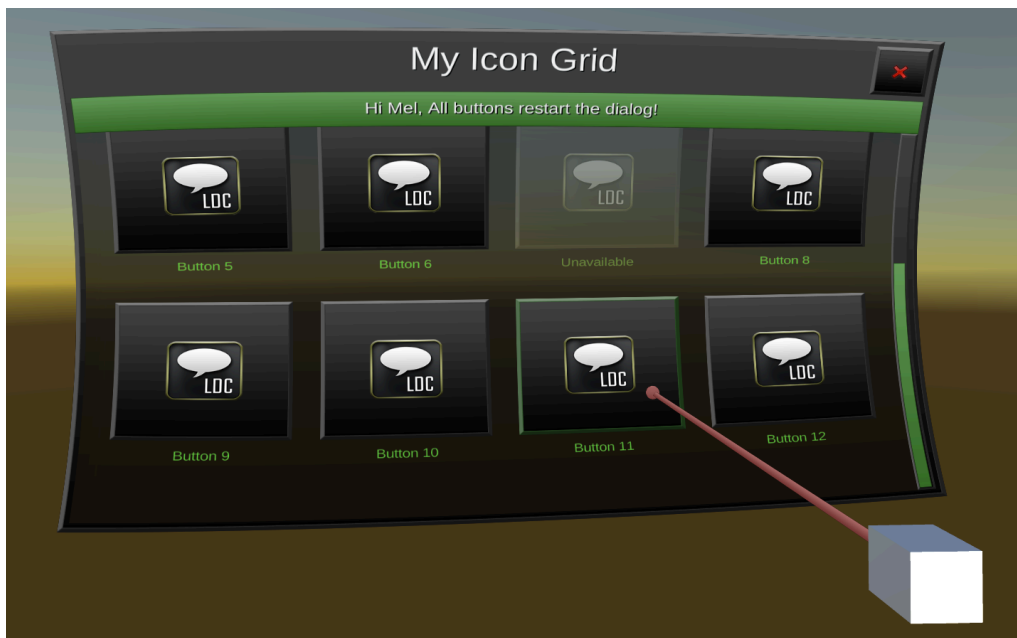 My Icon Grid
×
Hi Mel, All buttons restart the dialog!
LDC
LDC
LDC
LDC
Button 5
Button 6
Unavailable
Button 8
LDC
LDC
LDC
LDC
Button 9
Button 10
Button 11
Button 12